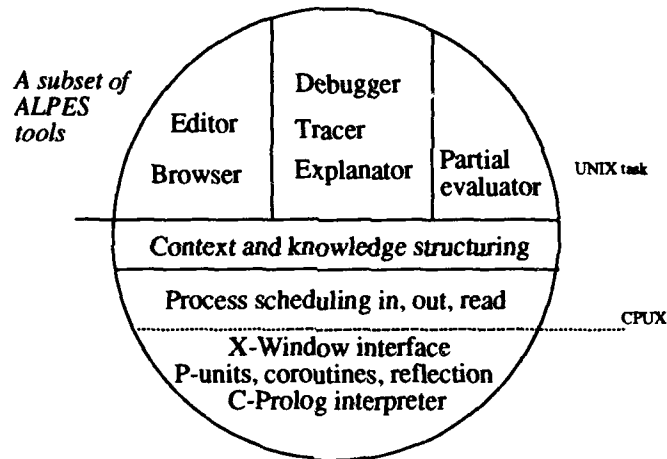 A subset of
ALPES
tools
Editor
Browser
Debugger
Tracer
Explanator
Partial
evaluator
UNIX task
Context and knowledge structuring
Process scheduling in, out, read
CPUX
X-Window interface
P-units, coroutines, reflection
C-Prolog interpreter